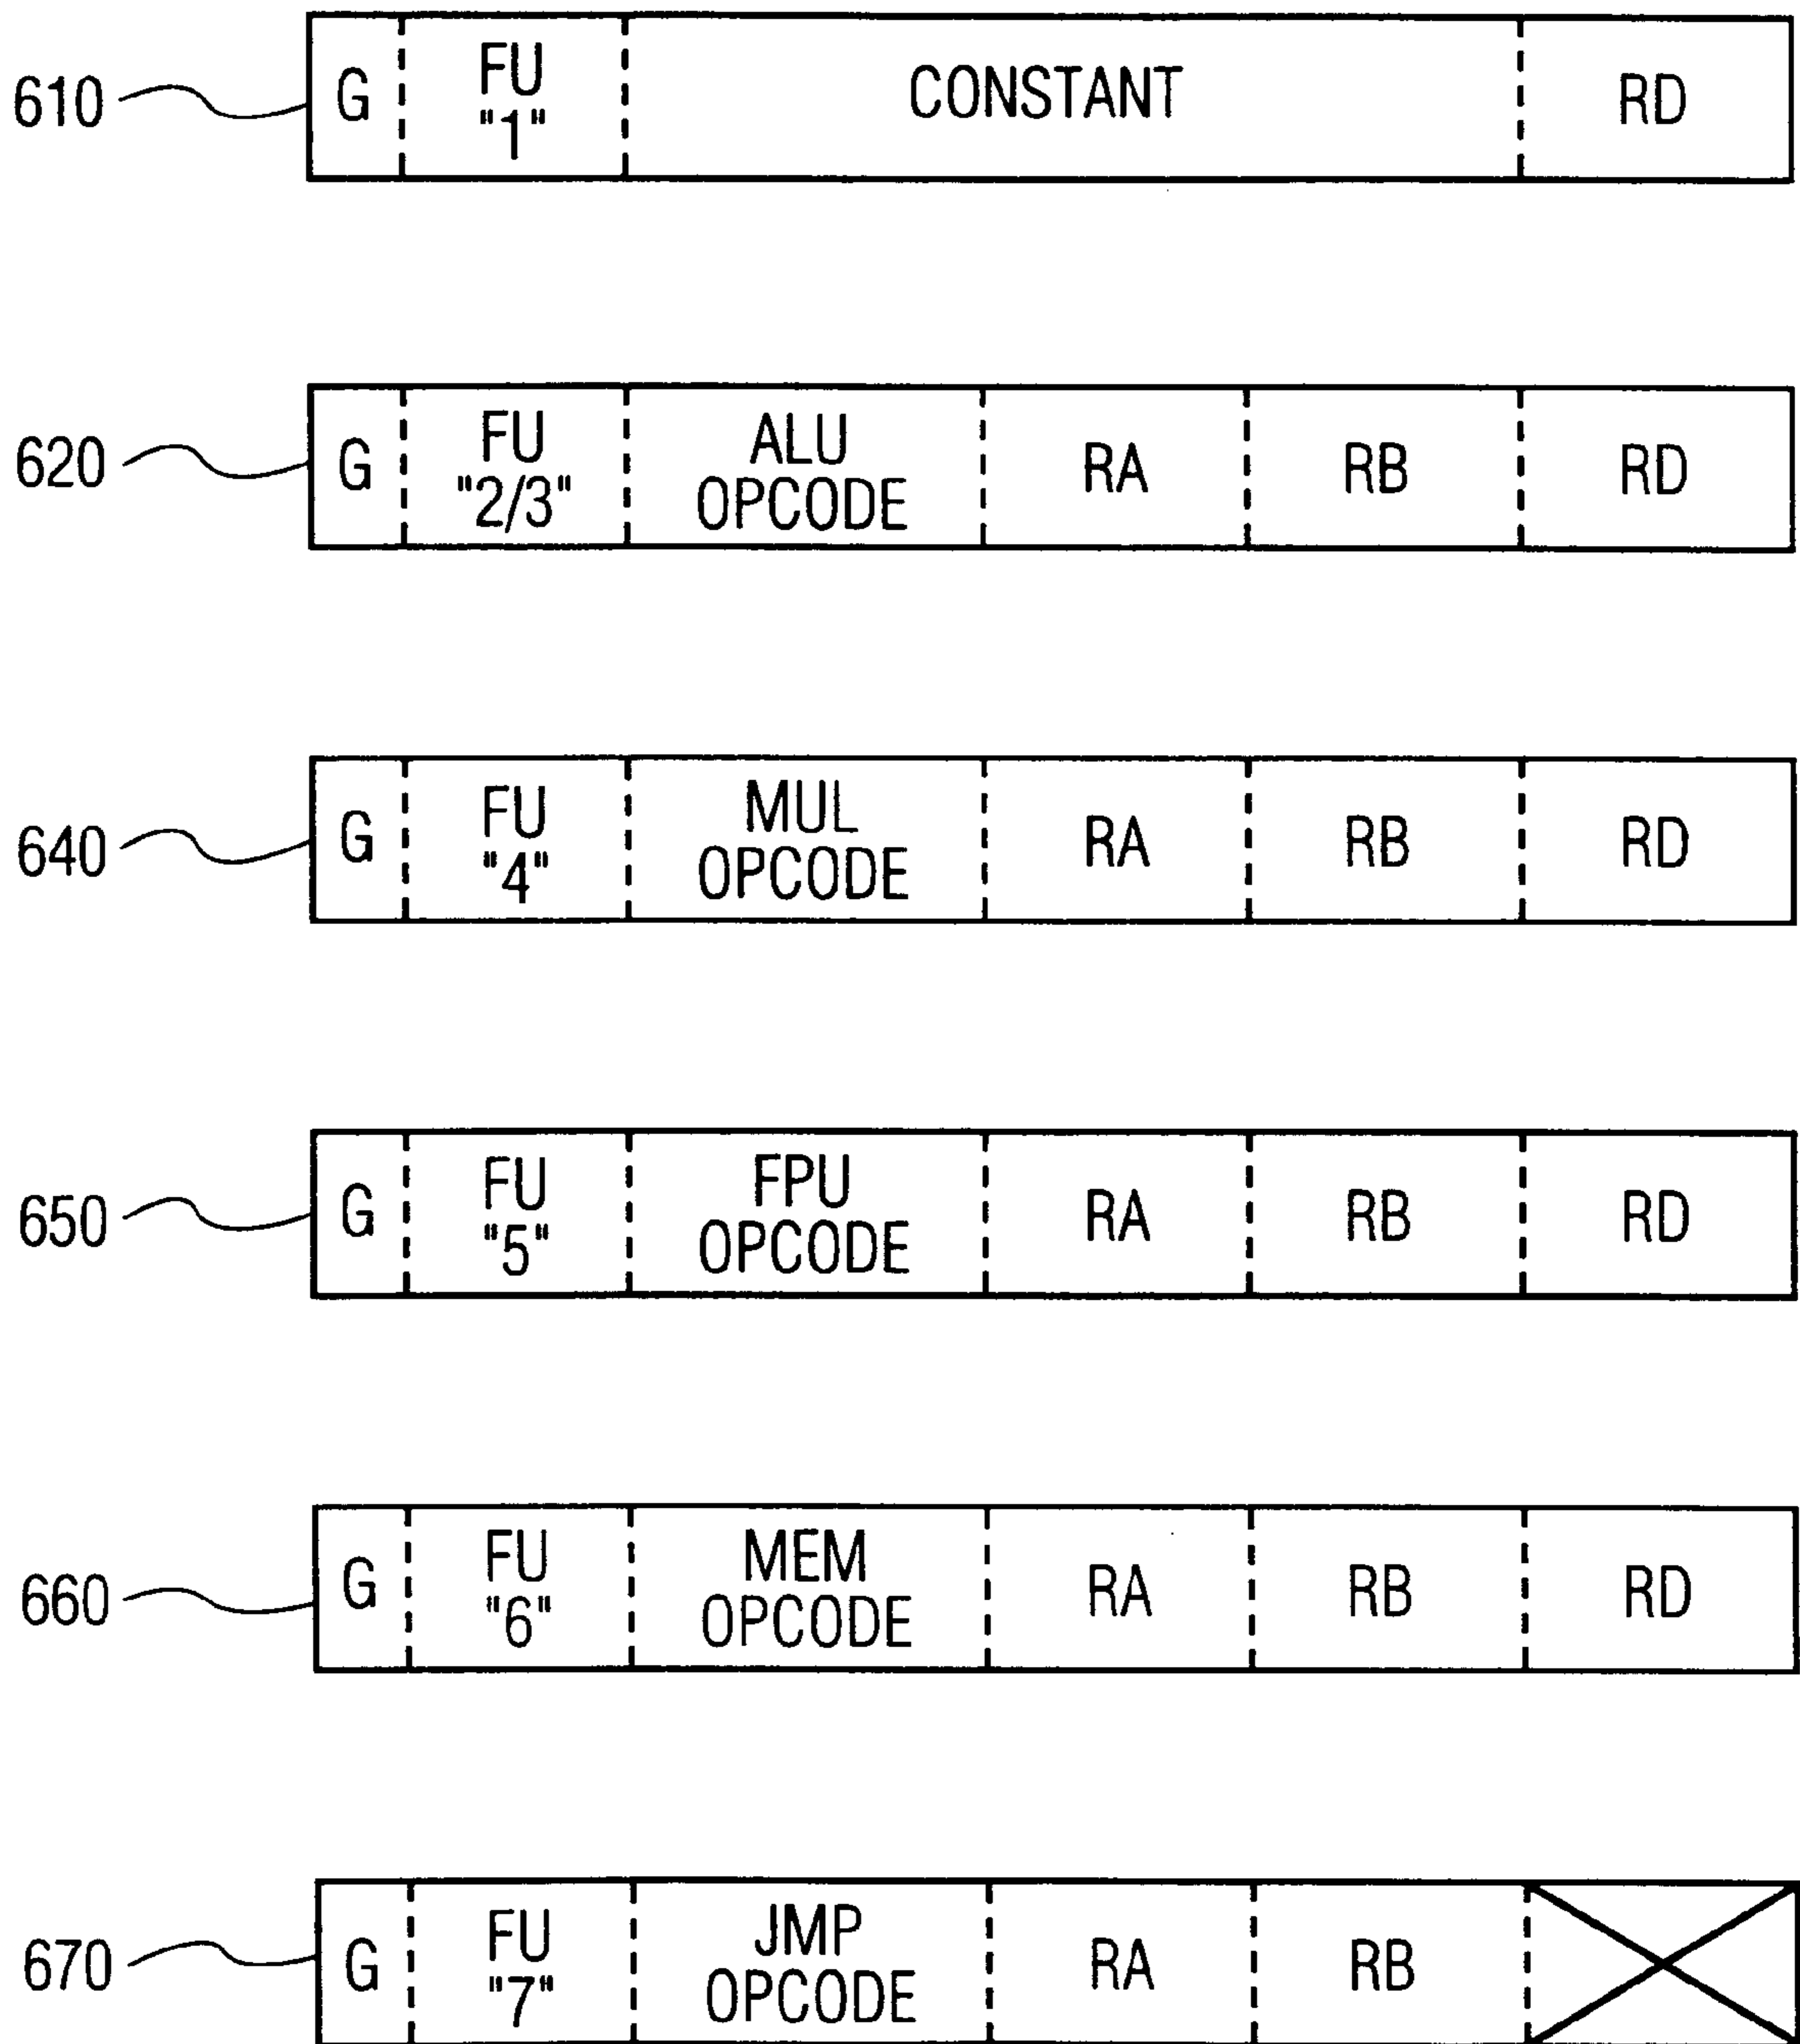 610 G FU "1" CONSTANT RD
620 G FU "2/3" ALU OPCODE RA RB RD
640 G FU "4" MUL OPCODE RA RB RD
650 G FU "5" FPU OPCODE RA RB RD
660 G FU "6" MEM OPCODE RA RB RD
670 G FU "7" JMP OPCODE RA RB